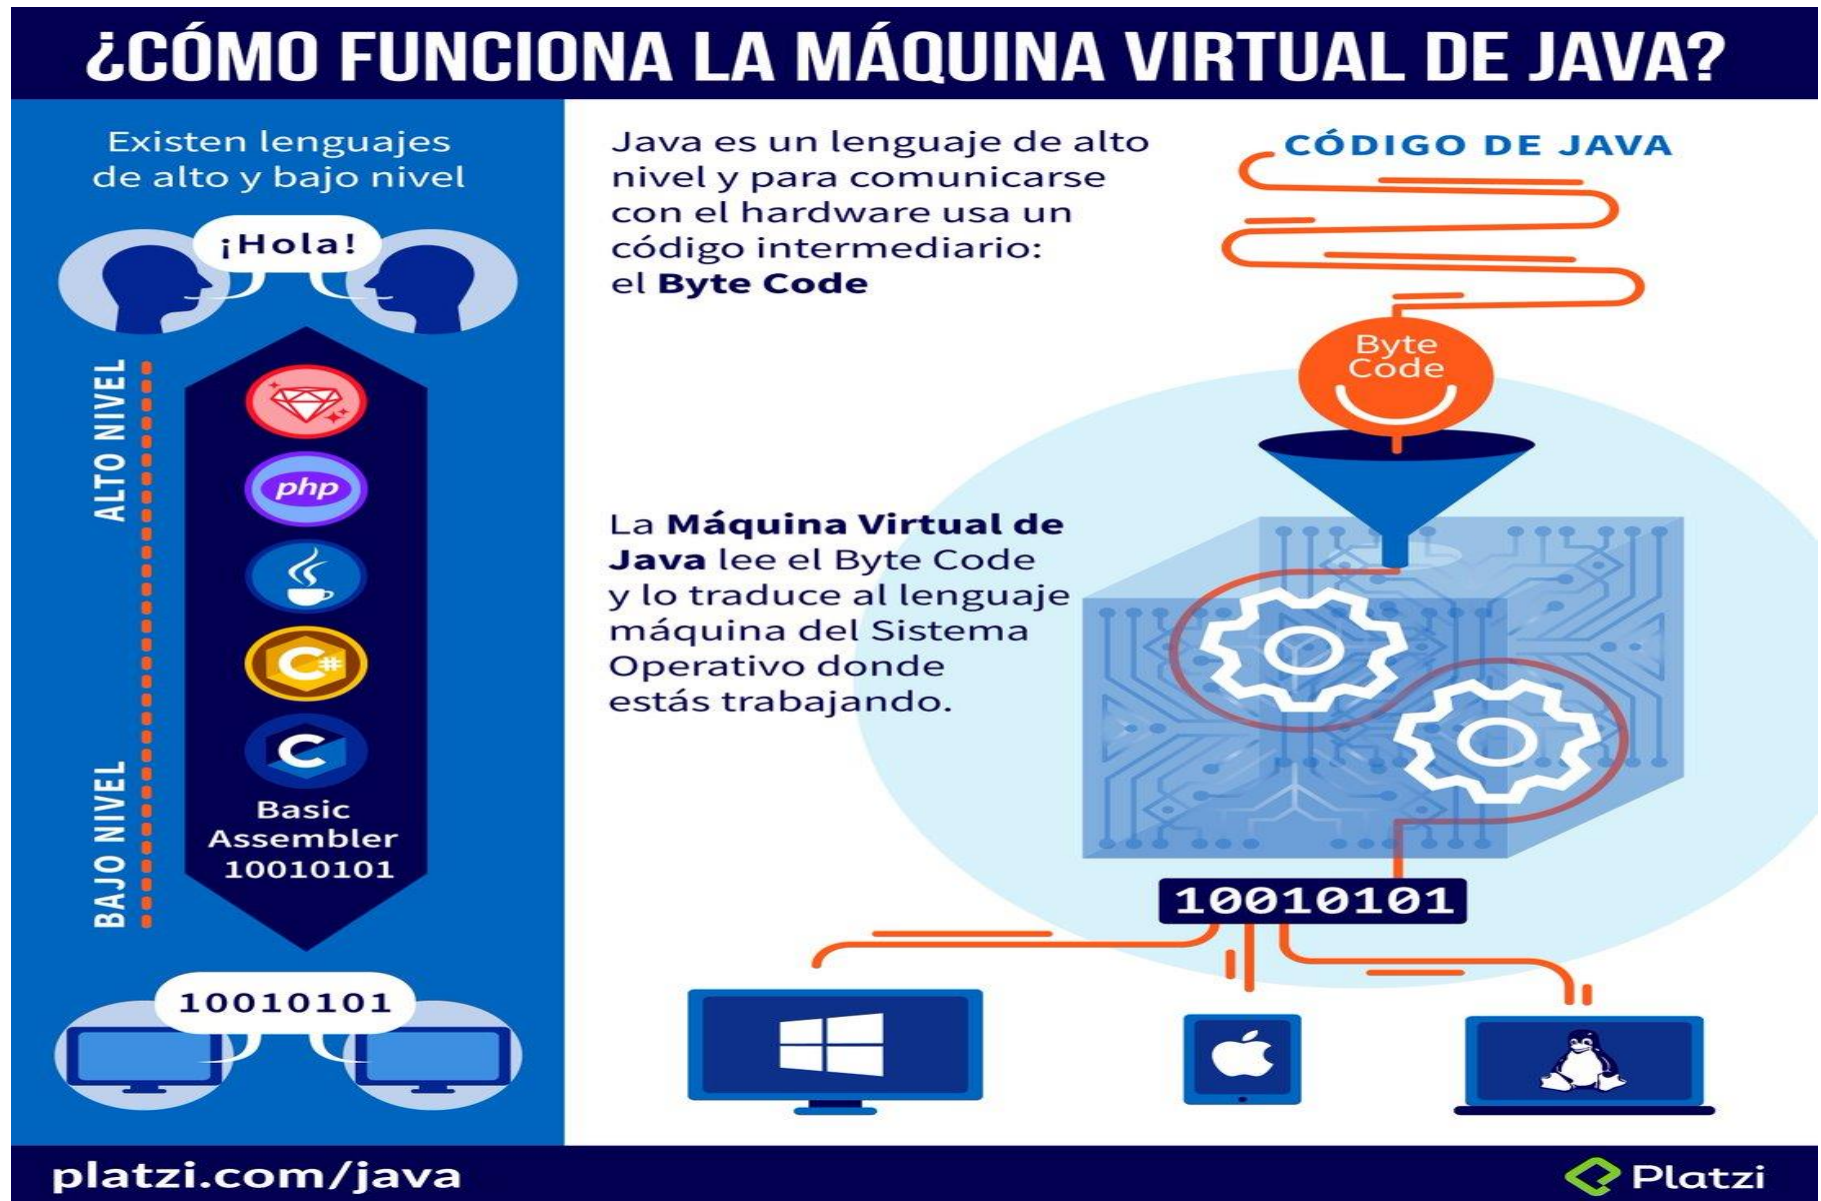 ¿CÓMO FUNCIONA LA MÁQUINA VIRTUAL DE JAVA?
Existen lenguajes
de alto y bajo nivel
¡Hola!
ALTO NIVEL
php
C#
C
Basic
Assembler
10010101
BAJO NIVEL
10010101
Java es un lenguaje de alto
nivel y para comunicarse
con el hardware usa un
código intermediario:
el Byte Code
CÓDIGO DE JAVA
Byte
Code
La Máquina Virtual de
Java lee el Byte Code
y lo traduce al lenguaje
máquina del Sistema
Operativo donde
estás trabajando.
10010101
platzi.com/java
Platzi